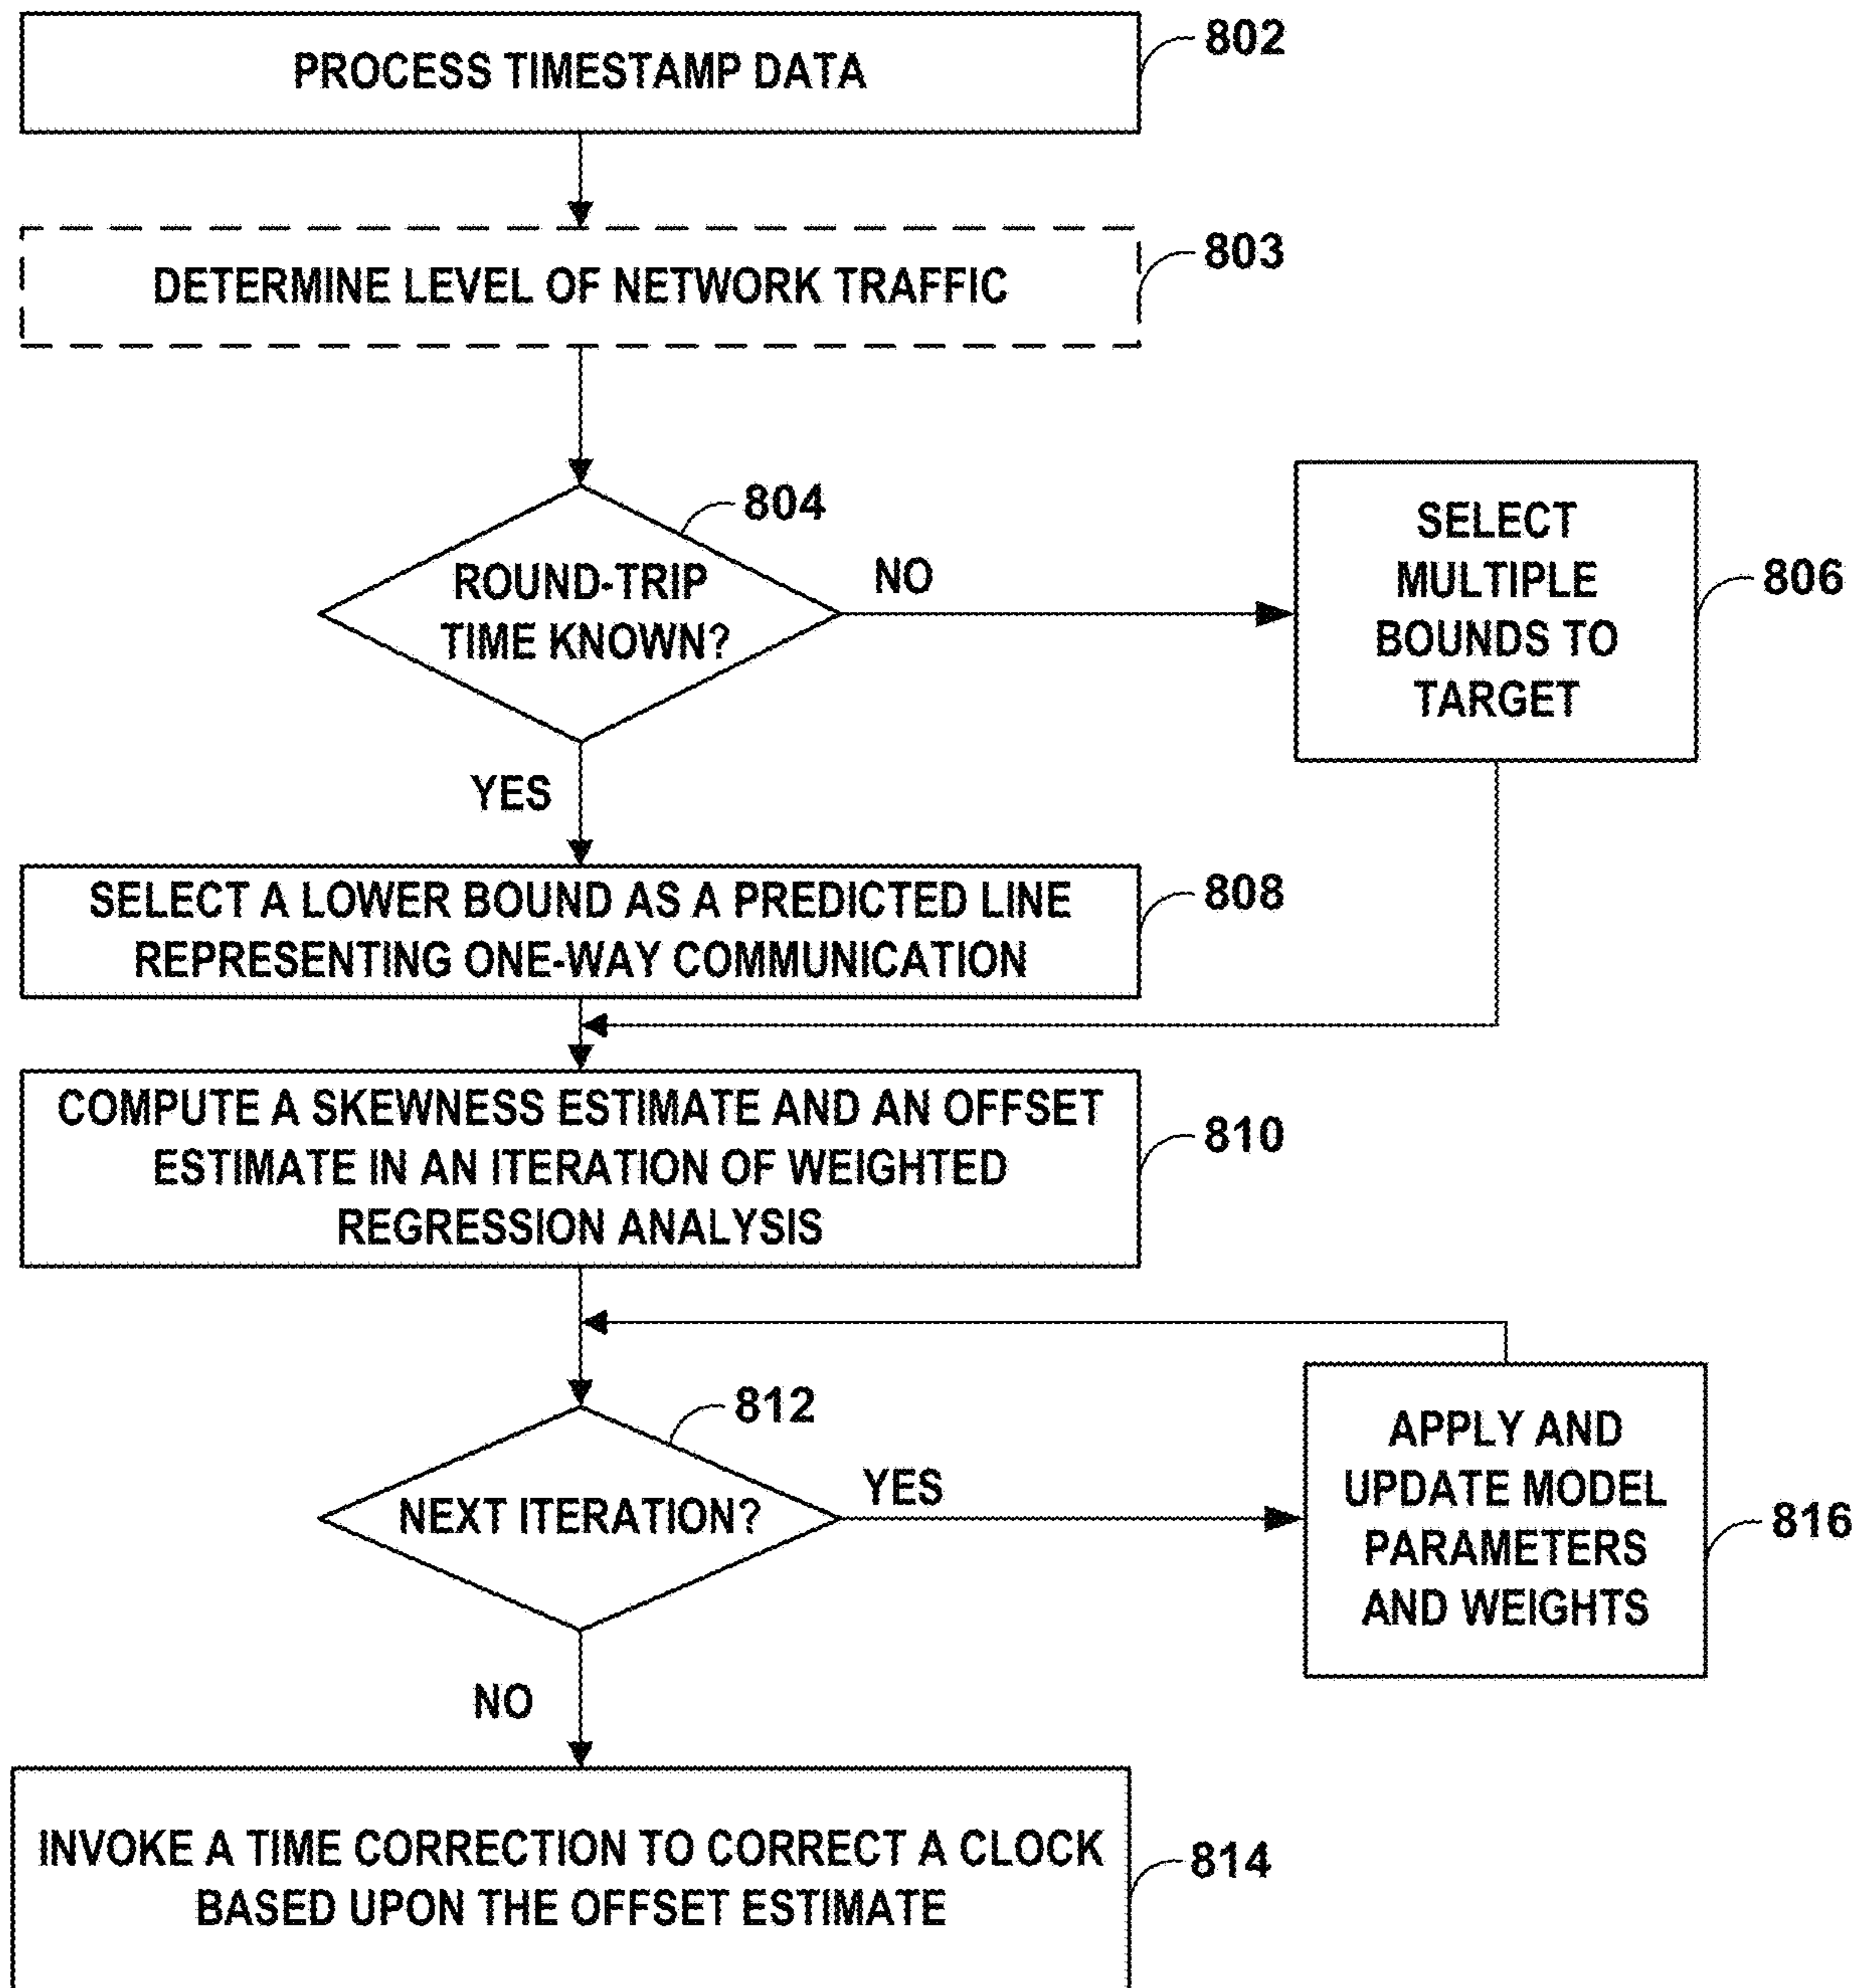 PROCESS TIMESTAMP DATA
802
DETERMINE LEVEL OF NETWORK TRAFFIC
803
804
ROUND-TRIP
TIME KNOWN?
NO
SELECT
MULTIPLE
BOUNDS TO
TARGET
806
YES
SELECT A LOWER BOUND AS A PREDICTED LINE
REPRESENTING ONE-WAY COMMUNICATION
808
COMPUTE A SKEWNESS ESTIMATE AND AN OFFSET
ESTIMATE IN AN ITERATION OF WEIGHTED
REGRESSION ANALYSIS
810
812
NEXT ITERATION?
YES
APPLY AND
UPDATE MODEL
PARAMETERS
AND WEIGHTS
816
NO
INVOKE A TIME CORRECTION TO CORRECT A CLOCK
BASED UPON THE OFFSET ESTIMATE
814